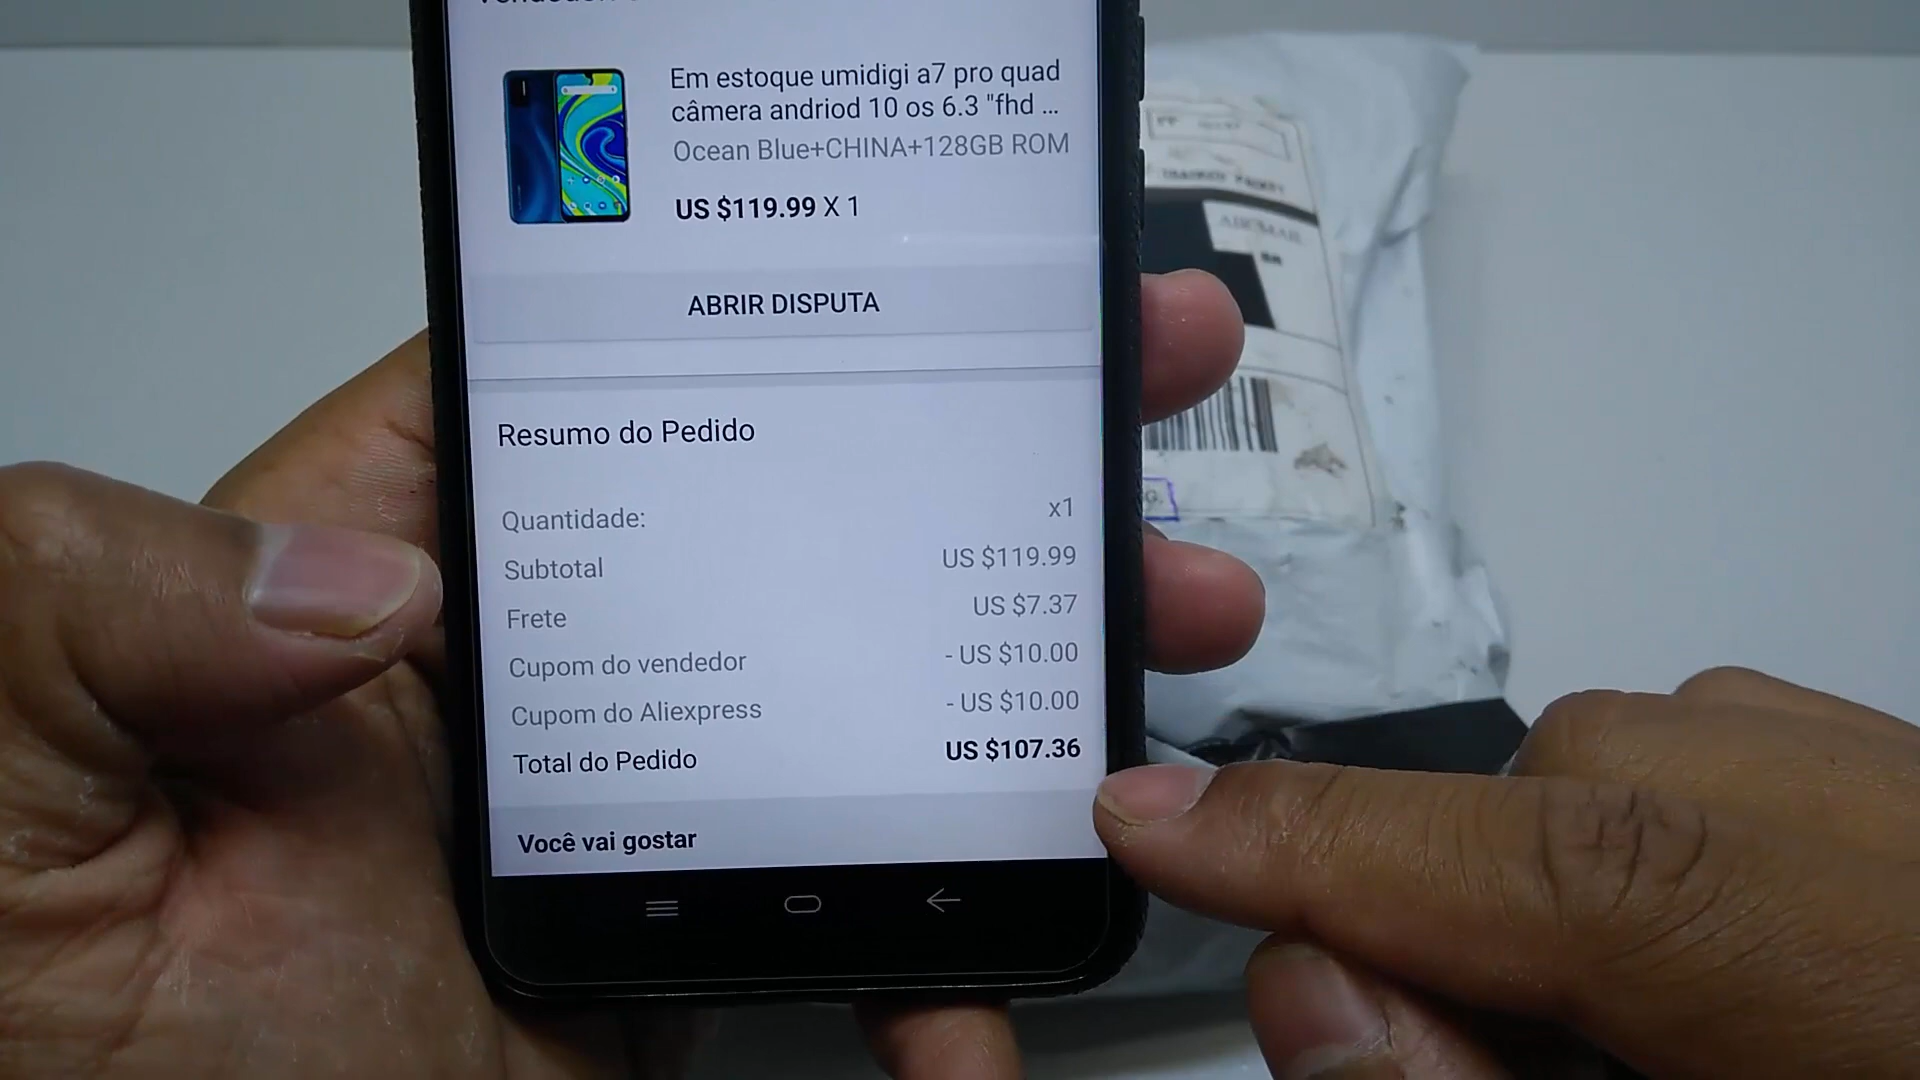 Em estoque umidigi a7 pro quad
câmera andriod 10 os 6.3 "fhd ...
Ocean Blue+CHINA+128GB ROM
US $119.99 X 1
ABRIR DISPUTA
Resumo do Pedido
Quantidade: x1
Subtotal US $119.99
Frete US $7.37
Cupom do vendedor - US $10.00
Cupom do Aliexpress - US $10.00
Total do Pedido US $107.36
Você vai gostar
TRACKED PACKET